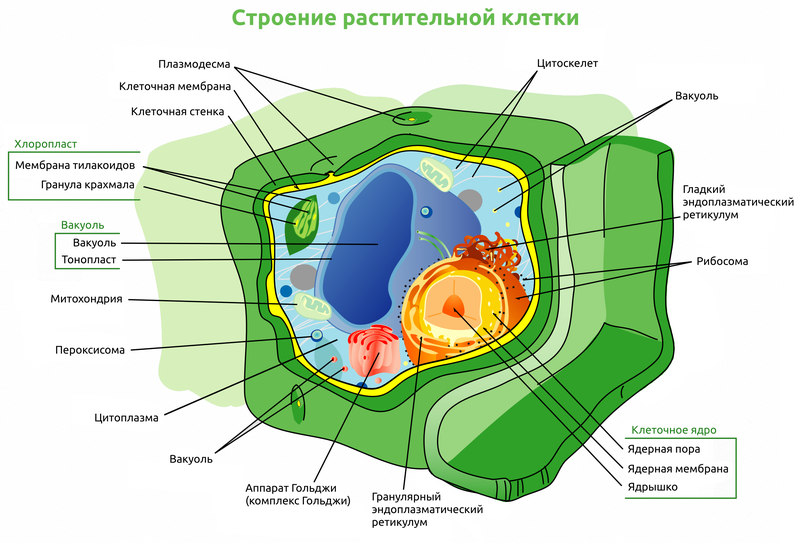 Строение растительной клетки
Плазмодесма
Клеточная мембрана
Клеточная стенка
Хлоропласт
Мембрана тилакоидов
Гранула крахмала
Вакуоль
Вакуоль
Тонопласт
Митохондрия
Пероксисома
Цитоплазма
Вакуоль
Аппарат Гольджи
(комплекс Гольджи)
Гранулярный
эндоплазматический
ретикулум
Цитоскелет
Вакуоль
Гладкий
эндоплазматический
ретикулум
Рибосома
Клеточное ядро
Ядерная пора
Ядерная мембрана
Ядрышко